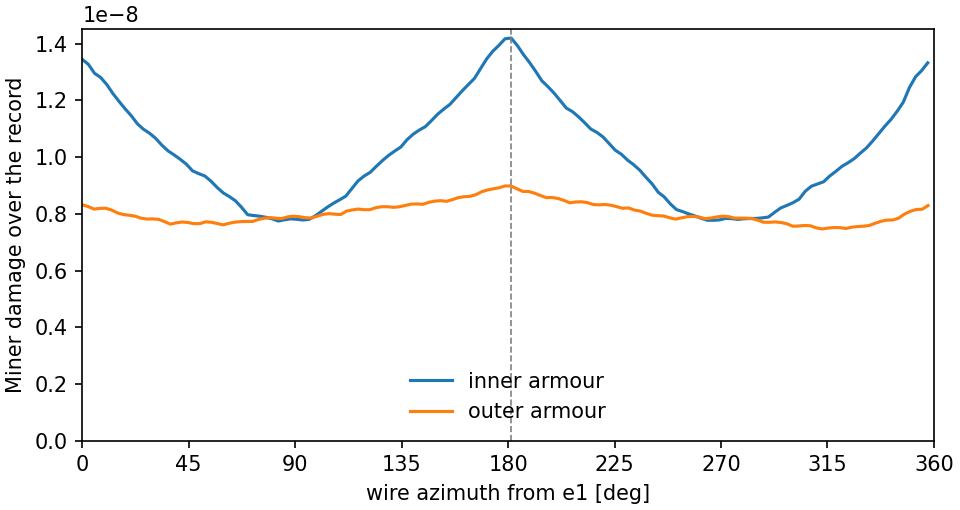 1e−8
Miner damage over the record
1.4
1.2
1.0
0.8
0.6
0.4
0.2
0.0
inner armour
outer armour
0 45 90 135 180 225 270 315 360
wire azimuth from e1 [deg]